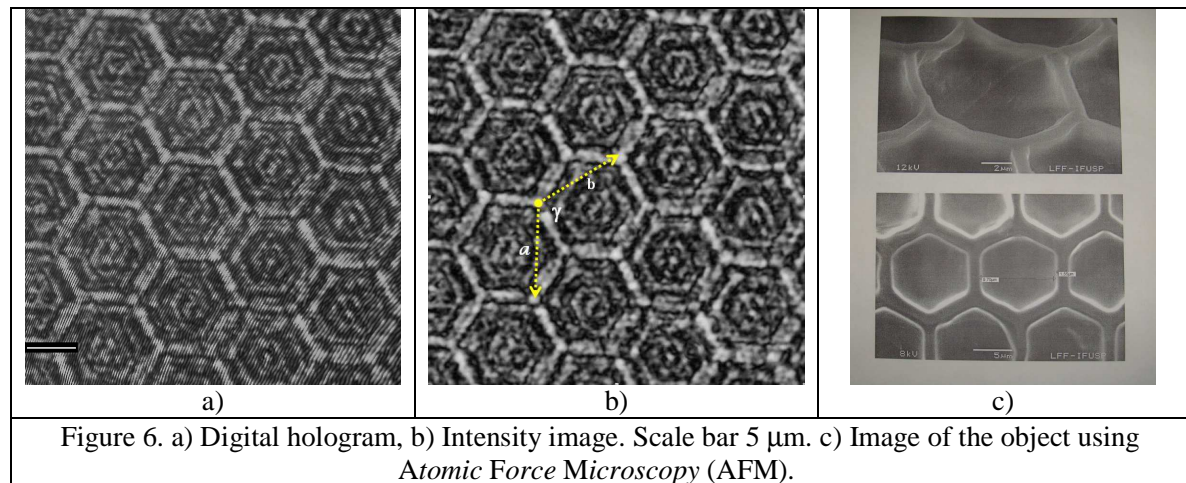 b
γ
a
12kV
2µm
LFF-IFUSP
8kV
5µm
LFF-IFUSP
a)
b)
c)
Figure 6. a) Digital hologram, b) Intensity image. Scale bar 5 µm. c) Image of the object using
Atomic Force Microscopy (AFM).